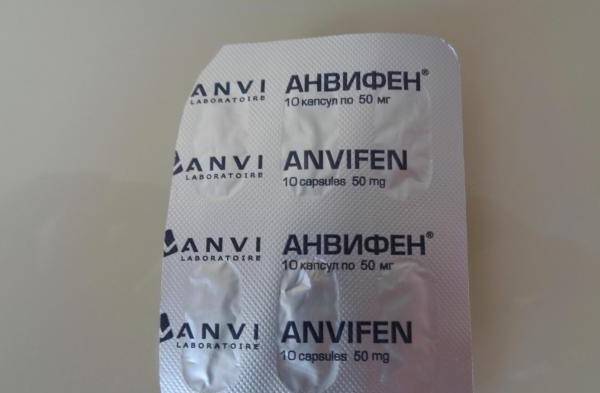 ANVI АНВИФЕН®
LABORATOIRE 10 капсул по 50 мг
ANVI ANVIFEN
LABORATOIRE 10 capsules 50 mg
ANVI АНВИФЕН®
LABORATOIRE 10 капсул по 50 мг
ANVI ANVIFEN
LABORATOIRE 10 capsules 50 mg